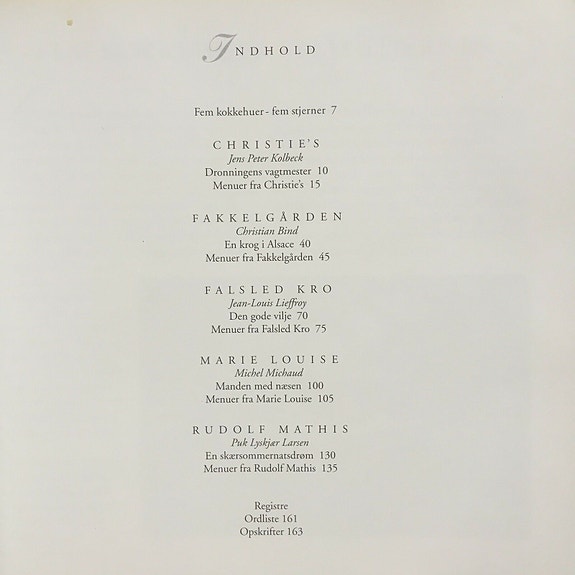 INDHOLD
Fem kokkehuer - fem stjerner 7
CHRISTIE'S
Jens Peter Kolbeck
Dronningens vagtmester 10
Menuer fra Christie's 15
FAKKELGÅRDEN
Christian Bind
En krog i Alsace 40
Menuer fra Fakkelgården 45
FALSLED KRO
Jean-Louis Lieffroy
Den gode vilje 70
Menuer fra Falsled Kro 75
MARIE LOUISE
Michel Michaud
Manden med næsen 100
Menuer fra Marie Louise 105
RUDOLF MATHIS
Puk Lyskjær Larsen
En skærsommernatsdrøm 130
Menuer fra Rudolf Mathis 135
Registre
Ordliste 161
Opskrifter 163